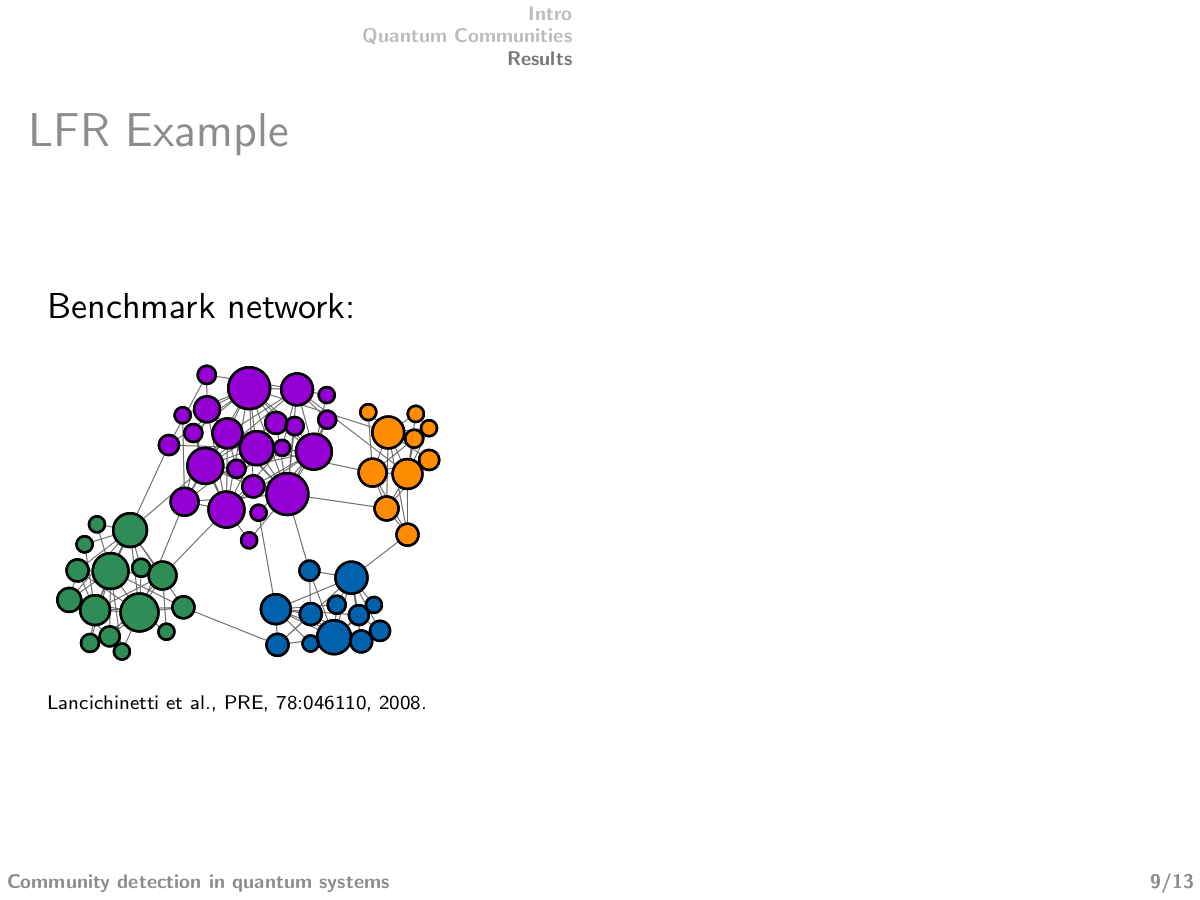 Intro
Quantum Communities
Results
LFR Example
Benchmark network:
Lancichinetti et al., PRE, 78:046110, 2008.
Community detection in quantum systems
9/13